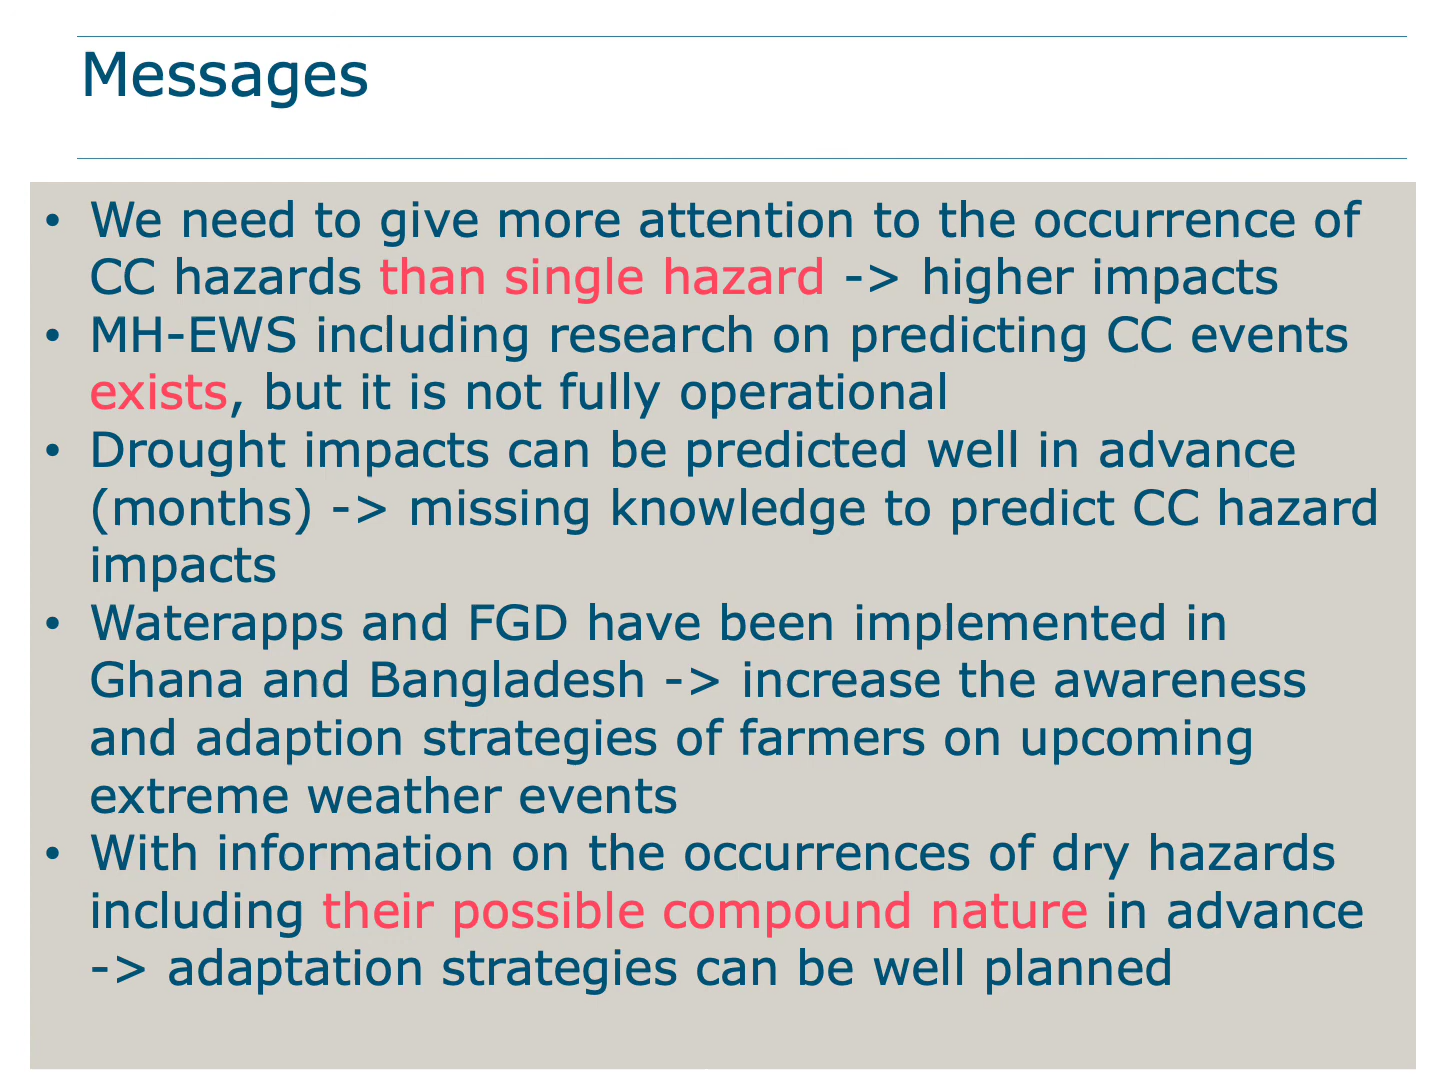 Messages
• We need to give more attention to the occurrence of
CC hazards than single hazard -> higher impacts
• MH-EWS including research on predicting CC events
exists, but it is not fully operational
• Drought impacts can be predicted well in advance
(months) -> missing knowledge to predict CC hazard
impacts
• Waterapps and FGD have been implemented in
Ghana and Bangladesh -> increase the awareness
and adaption strategies of farmers on upcoming
extreme weather events
• With information on the occurrences of dry hazards
including their possible compound nature in advance
-> adaptation strategies can be well planned